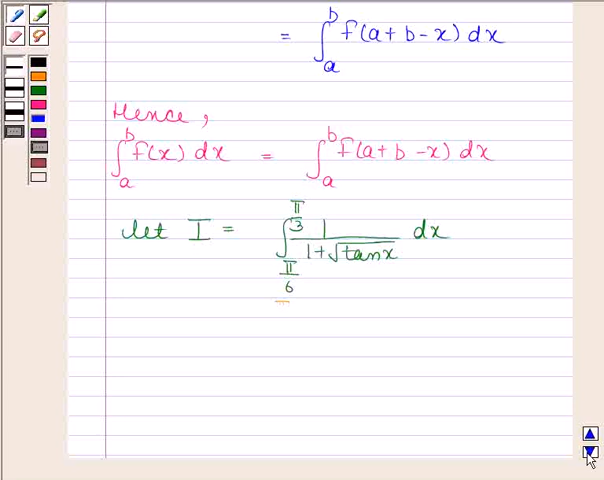 = ∫_a^b f(a+b-x) dx
Hence,
∫_a^b f(x) dx = ∫_a^b f(a+b-x) dx
let I = ∫_{π/6}^{π/3} 1/(1+√tanx) dx